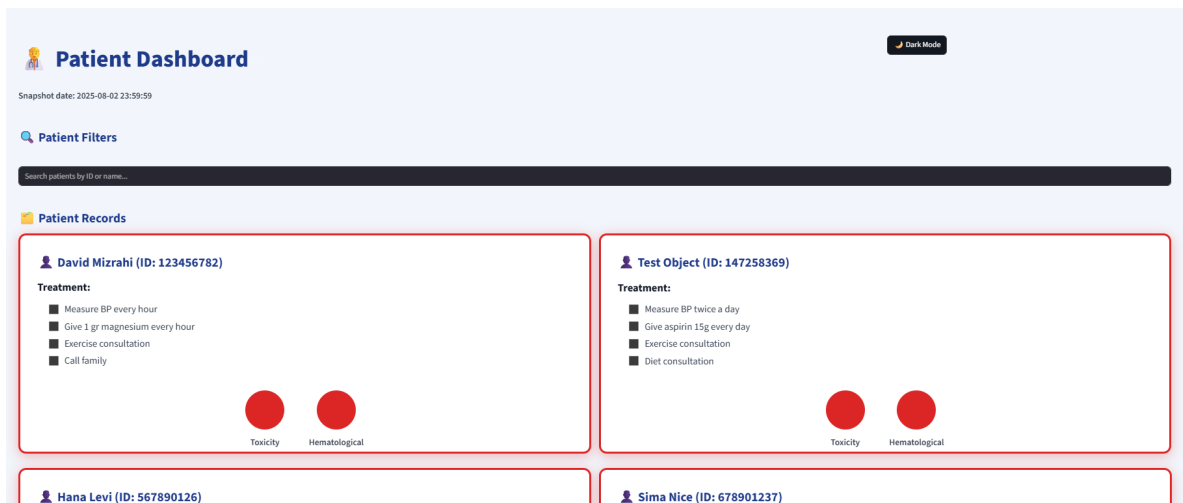 Patient Dashboard
Dark Mode
Snapshot date: 2025-08-02 23:59:59
Patient Filters
Search patients by ID or name...
Patient Records
David Mizrahi (ID: 123456782)
Treatment:
Measure BP every hour
Give 1 gr magnesium every hour
Exercise consultation
Call family
Toxicity
Hematological
Test Object (ID: 147258369)
Treatment:
Measure BP twice a day
Give aspirin 15g every day
Exercise consultation
Diet consultation
Toxicity
Hematological
Hana Levi (ID: 567890126)
Sima Nice (ID: 678901237)